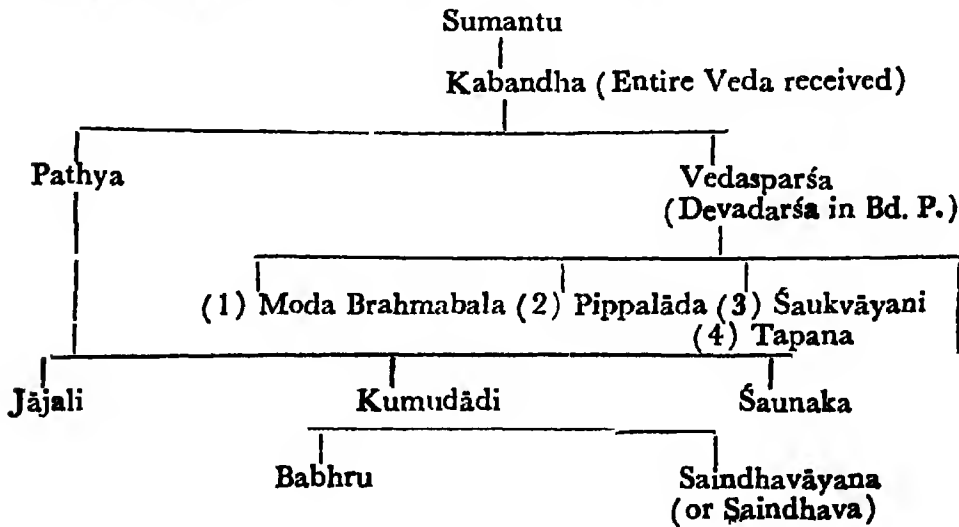 Sumantu
Kabandha (Entire Veda received)
Pathya Vedasparśa
(Devadarśa in Bd. P.)
(1) Moda Brahmabala (2) Pippalāda (3) Śaukvāyani
(4) Tapana
Jājali Kumudādi Śaunaka
Babhru Saindhavāyana
(or Saindhava)